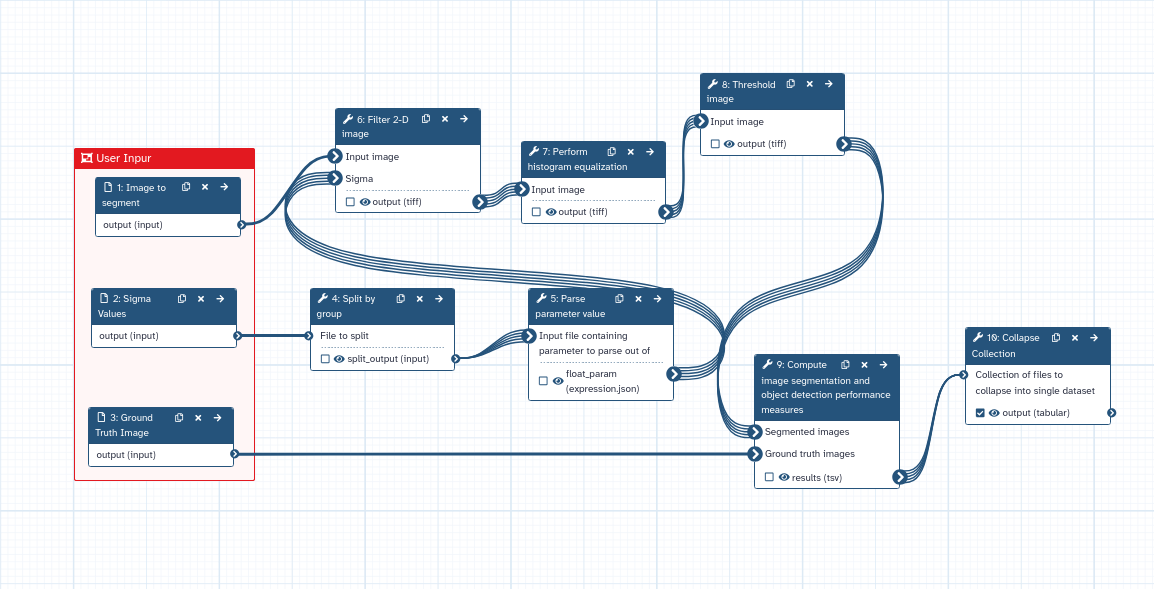 User Inpur
1: Image to
segment
output (input)
2: Sigma
Values
output (input)
3: Ground
Truth Image
output (input)
4: Split by
group
File to split
split_output (input)
5: Parse
parameter value
Input file containing
parameter to parse out of
float_param
(expression.json)
6: Filter 2-D
image
Input image
Sigma
output (tiff)
7: Perform
histogram equalization
Input image
output (tiff)
8: Threshold
image
Input image
output (tiff)
9: Compute
image segmentation and
object detection performance
measures
Segmented images
Ground truth images
results (tsv)
10: Collapse
Collection
Collection of files to
collapse into single dataset
output (tabular)